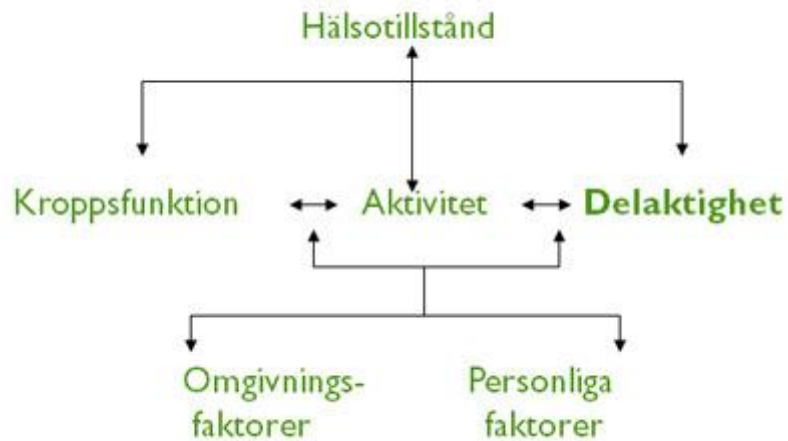 Hälsotillstånd
Kroppsfunktion Aktivitet Delaktighet
Omgivnings- Personliga
faktorer faktorer